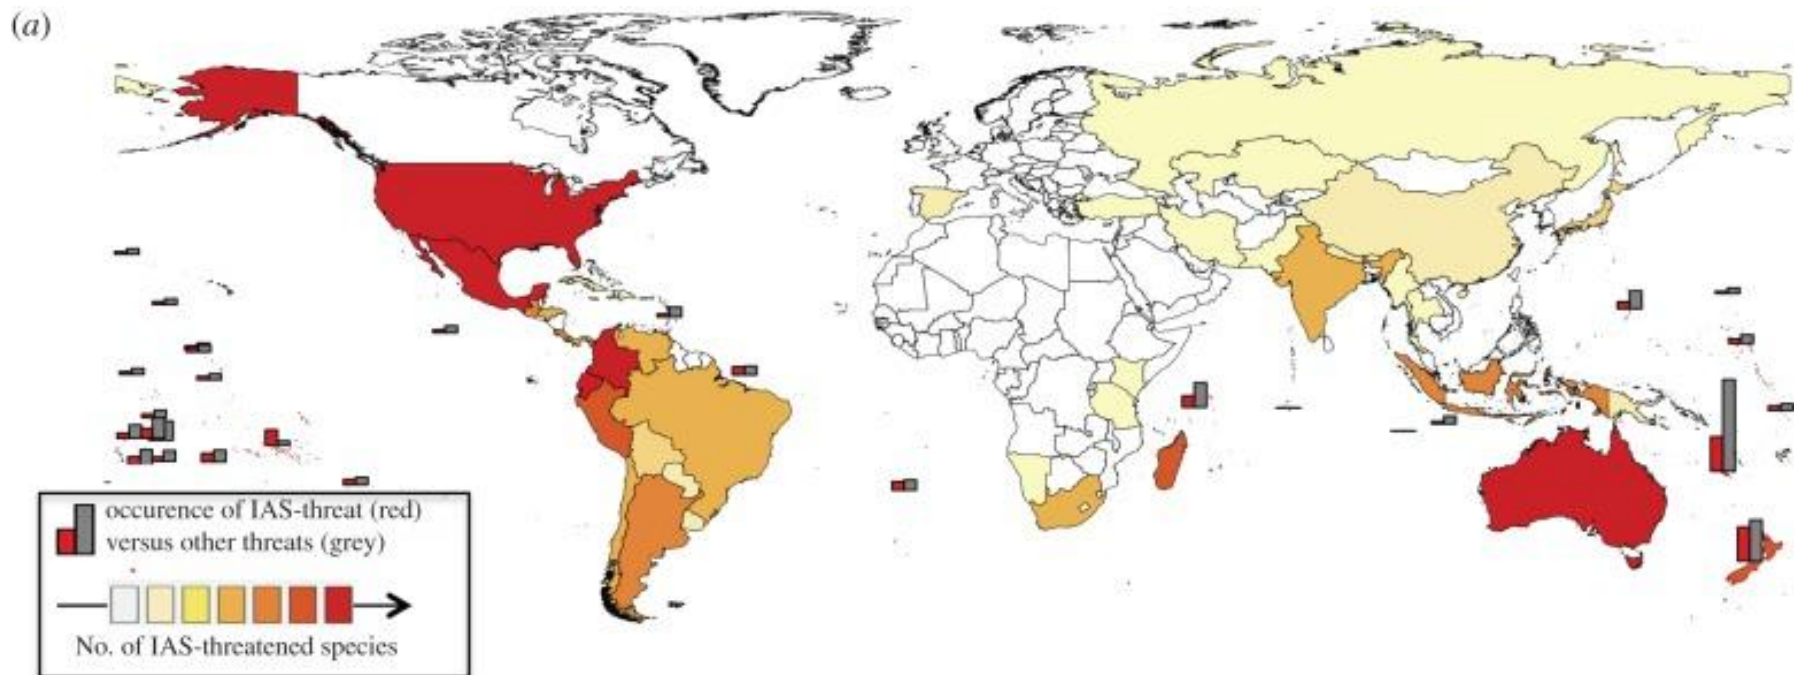 (a)
occurence of IAS-threat (red)
versus other threats (grey)
No. of IAS-threatened species